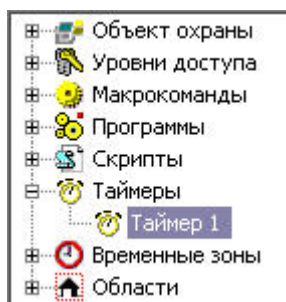 Объект охраны
Уровни доступа
Макрокоманды
Программы
Скрипты
Таймеры
Таймер 1
Временные зоны
Области